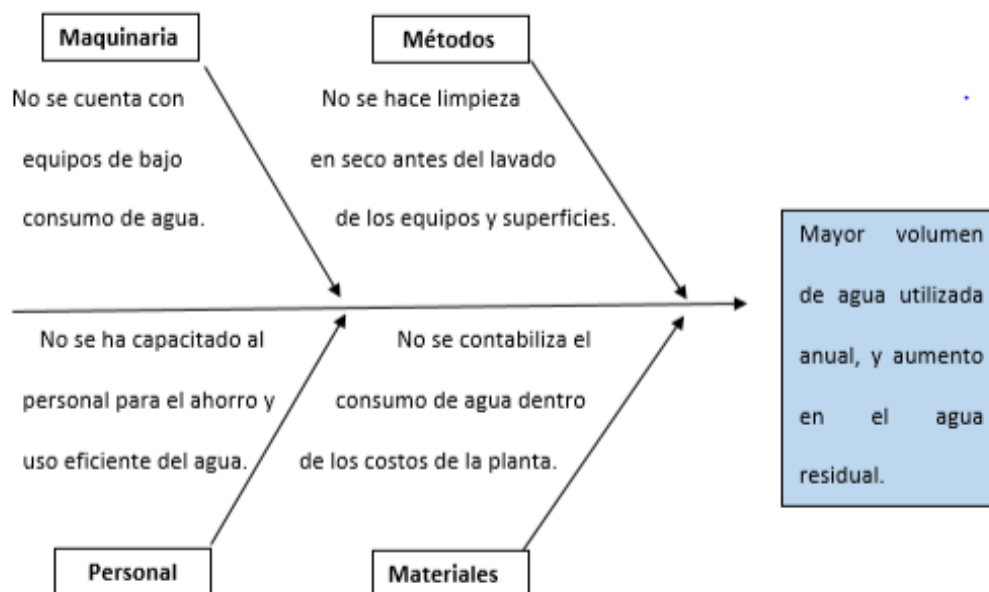 Maquinaria
No se cuenta con
equipos de bajo
consumo de agua.
Métodos
No se hace limpieza
en seco antes del lavado
de los equipos y superficies.
No se ha capacitado al
personal para el ahorro y
uso eficiente del agua.
Personal
No se contabiliza el
consumo de agua dentro
de los costos de la planta.
Materiales
Mayor volumen
de agua utilizada
anual, y aumento
en el agua
residual.